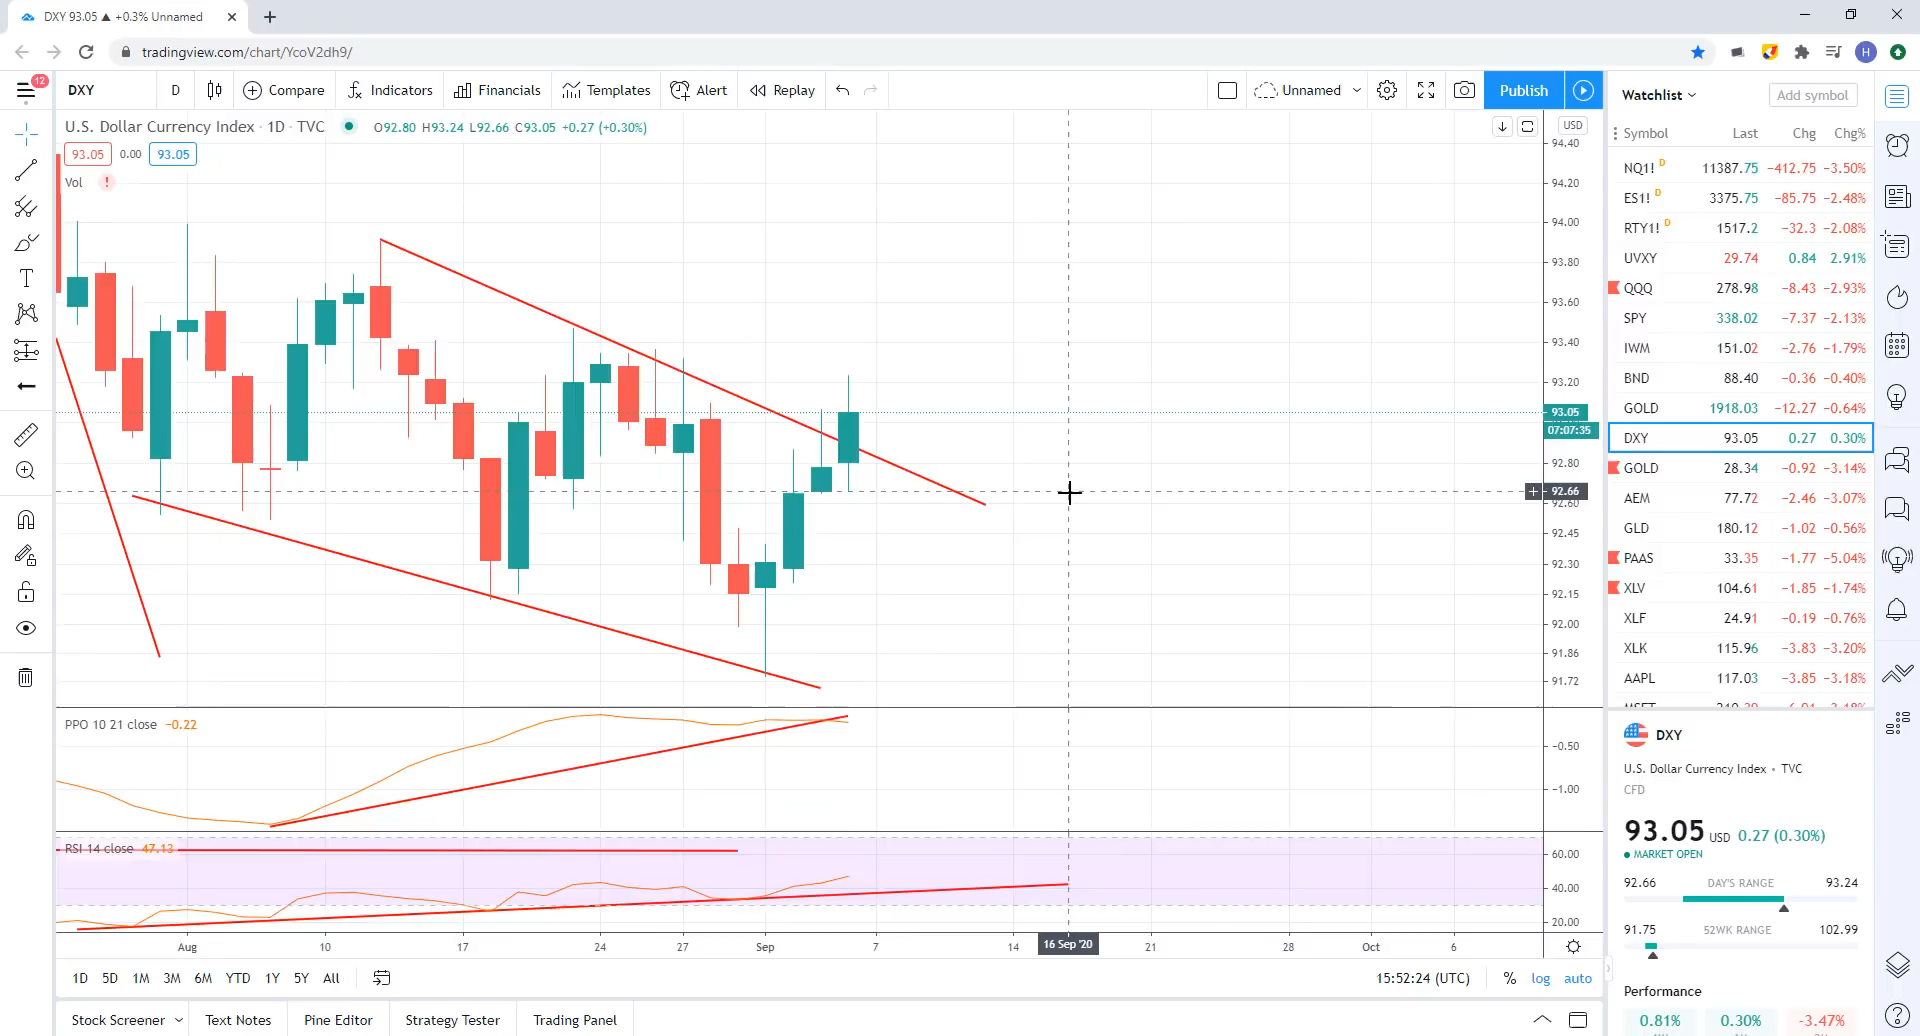 DXY 93.05 ▲ +0.3% Unnamed
tradingview.com/chart/YcoV2dh9/
H
12
DXY D Compare Indicators Financials Templates Alert Replay Unnamed Publish
U.S. Dollar Currency Index · 1D · TVC O92.80 H93.24 L92.66 C93.05 +0.27 (+0.30%)
93.05 0.00 93.05
Vol !
USD
94.40
94.20
94.00
93.80
93.60
93.40
93.20
93.05
07:07:35
92.80
92.66
92.60
92.45
92.30
92.15
92.00
91.86
91.72
PPO 10 21 close −0.22
−0.50
−1.00
RSI 14 close 47.13
60.00
40.00
20.00
Aug 10 17 24 27 Sep 7 14 16 Sep '20 21 28 Oct 6
1D 5D 1M 3M 6M YTD 1Y 5Y All 15:52:24 (UTC) % log auto
Stock Screener Text Notes Pine Editor Strategy Tester Trading Panel
Watchlist Add symbol
Symbol Last Chg Chg%
NQ1! D 11387.75 −412.75 −3.50%
ES1! D 3375.75 −85.75 −2.48%
RTY1! D 1517.2 −32.3 −2.08%
UVXY 29.74 0.84 2.91%
QQQ 278.98 −8.43 −2.93%
SPY 338.02 −7.37 −2.13%
IWM 151.02 −2.76 −1.79%
BND 88.40 −0.36 −0.40%
GOLD 1918.03 −12.27 −0.64%
DXY 93.05 0.27 0.30%
GOLD 28.34 −0.92 −3.14%
AEM 77.72 −2.46 −3.07%
GLD 180.12 −1.02 −0.56%
PAAS 33.35 −1.77 −5.04%
XLV 104.61 −1.85 −1.74%
XLF 24.91 −0.19 −0.76%
XLK 115.96 −3.83 −3.20%
AAPL 117.03 −3.85 −3.18%
DXY
U.S. Dollar Currency Index • TVC
CFD
93.05 USD 0.27 (0.30%)
MARKET OPEN
92.66 DAY'S RANGE 93.24
91.75 52WK RANGE 102.99
Performance
0.81% 0.30% -3.47%